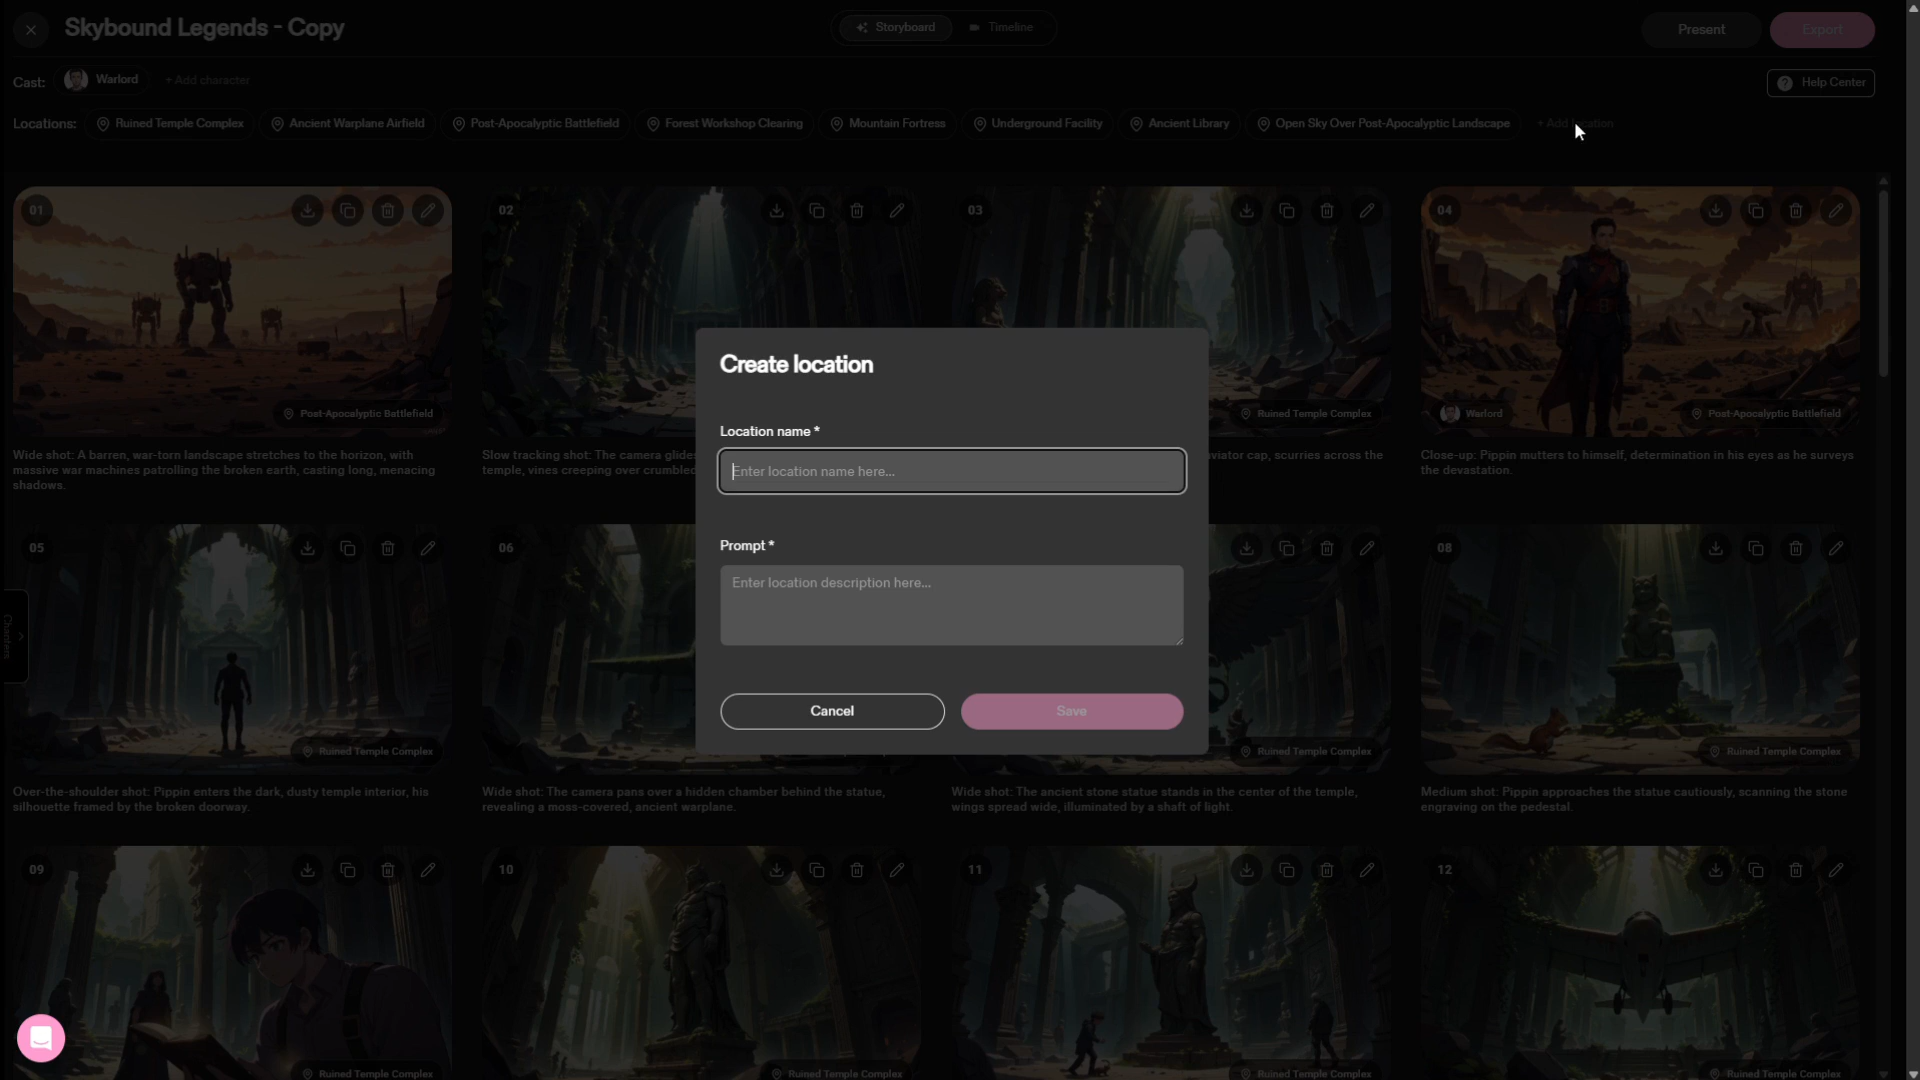 Skybound Legends - Copy
Storyboard
Timeline
Present
Export
Cast:
Warlord
+ Add character
Help Center
Locations:
Ruined Temple Complex
Ancient Warplane Airfield
Post-Apocalyptic Battlefield
Forest Workshop Clearing
Mountain Fortress
Underground Facility
Ancient Library
Open Sky Over Post-Apocalyptic Landscape
+ Add location
01
Post-Apocalyptic Battlefield
Wide shot: A barren, war-torn landscape stretches to the horizon, with
massive war machines patrolling the broken earth, casting long, menacing
shadows.
02
Slow tracking shot: The camera glides
temple, vines creeping over crumbled
03
Ruined Temple Complex
aviator cap, scurries across the
04
Warlord
Post-Apocalyptic Battlefield
Close-up: Pippin mutters to himself, determination in his eyes as he surveys
the devastation.
Create location
Location name *
Enter location name here...
Prompt *
Enter location description here...
Cancel
Save
Chapters
05
Ruined Temple Complex
Over-the-shoulder shot: Pippin enters the dark, dusty temple interior, his
silhouette framed by the broken doorway.
06
Wide shot: The camera pans over a hidden chamber behind the statue,
revealing a moss-covered, ancient warplane.
Ruined Temple Complex
Wide shot: The ancient stone statue stands in the center of the temple,
wings spread wide, illuminated by a shaft of light.
08
Ruined Temple Complex
Medium shot: Pippin approaches the statue cautiously, scanning the stone
engraving on the pedestal.
09
Ruined Temple Complex
10
Ruined Temple Complex
11
Ruined Temple Complex
12
Ruined Temple Complex